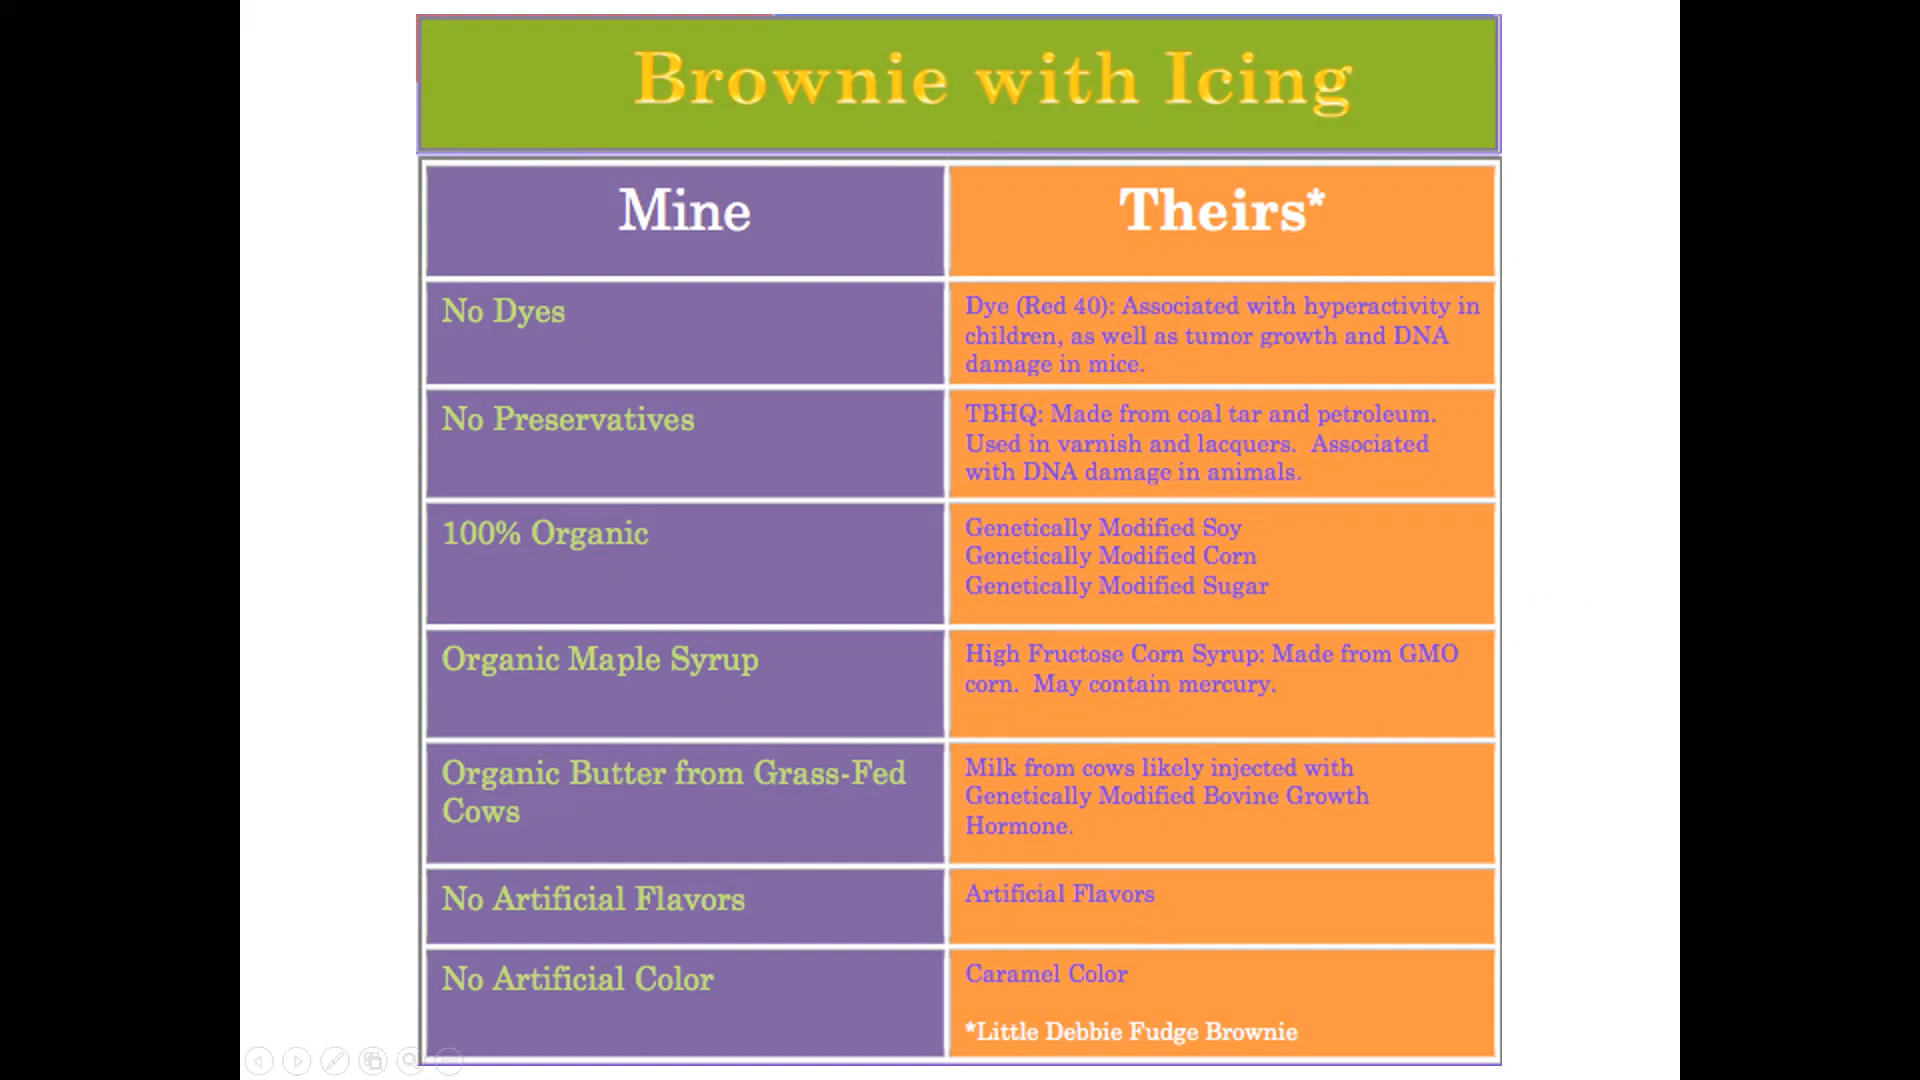 Brownie with Icing
Mine
Theirs*
No Dyes
Dye (Red 40): Associated with hyperactivity in
children, as well as tumor growth and DNA
damage in mice.
No Preservatives
TBHQ: Made from coal tar and petroleum.
Used in varnish and lacquers.  Associated
with DNA damage in animals.
100% Organic
Genetically Modified Soy
Genetically Modified Corn
Genetically Modified Sugar
Organic Maple Syrup
High Fructose Corn Syrup: Made from GMO
corn.  May contain mercury.
Organic Butter from Grass-Fed
Cows
Milk from cows likely injected with
Genetically Modified Bovine Growth
Hormone.
No Artificial Flavors
Artificial Flavors
No Artificial Color
Caramel Color
*Little Debbie Fudge Brownie